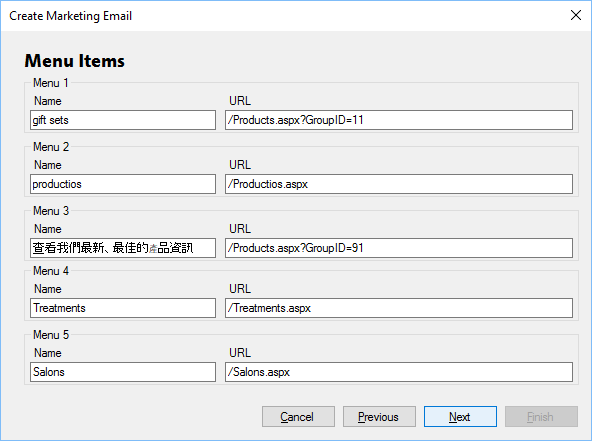 Create Marketing Email
Menu Items
Menu 1
Name URL
gift sets /Products.aspx?GroupID=11
Menu 2
Name URL
productios /Productios.aspx
Menu 3
Name URL
查看我們最新、最佳的產品資訊 /Products.aspx?GroupID=91
Menu 4
Name URL
Treatments /Treatments.aspx
Menu 5
Name URL
Salons /Salons.aspx
Cancel Previous Next Finish